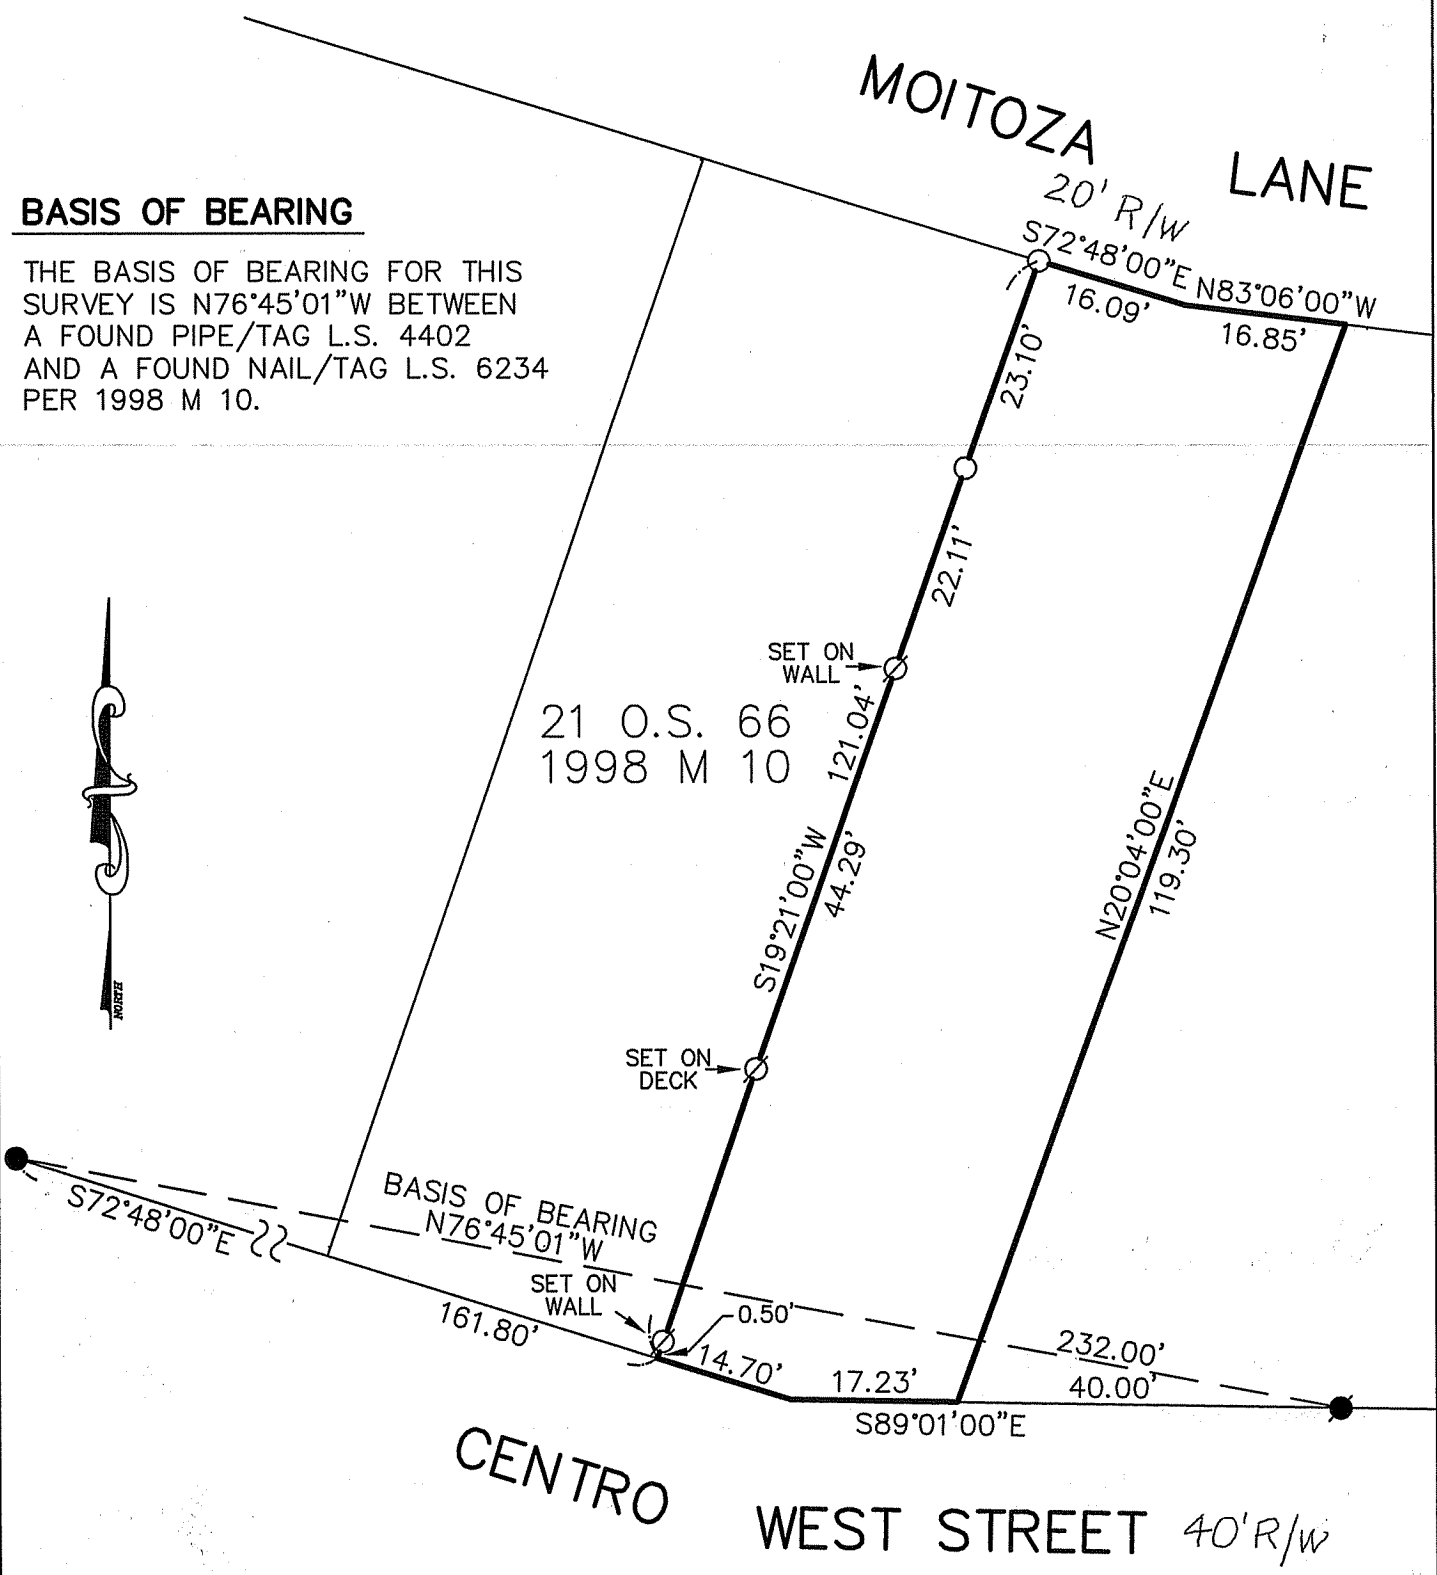 MOITOZA
LANE
20' R/W
BASIS OF BEARING
THE BASIS OF BEARING FOR THIS
SURVEY IS N76°45'01"W BETWEEN
A FOUND PIPE/TAG L.S. 4402
AND A FOUND NAIL/TAG L.S. 6234
PER 1998 M 10.
S72°48'00"E
N83°06'00"W
16.09'
16.85'
23.10'
22.11'
SET ON
WALL
21 O.S. 66
1998 M 10
121.04'
S19°21'00"W
44.29'
N20°04'00"E
119.30'
NORTH
SET ON
DECK
S72°48'00"E
BASIS OF BEARING
N76°45'01"W
SET ON
WALL
161.80'
0.50'
14.70'
17.23'
232.00'
40.00'
S89°01'00"E
CENTRO
WEST STREET
40' R/W